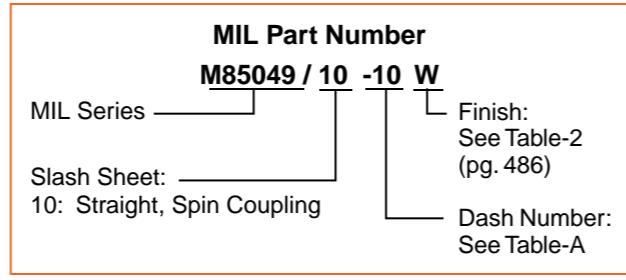 MIL Part Number
M85049 / 10 -10 W
MIL Series
Finish:
See Table-2
(pg. 486)
Slash Sheet:
10: Straight, Spin Coupling
Dash Number:
See Table-A